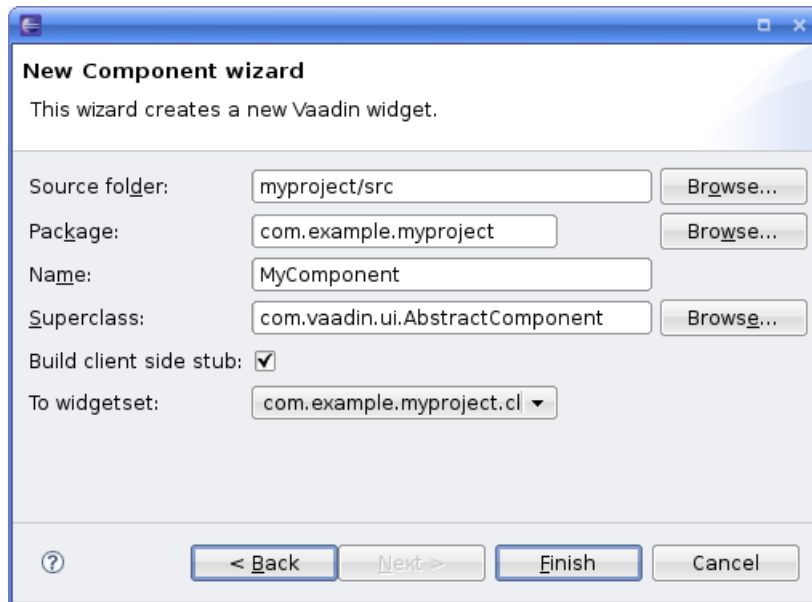 New Component wizard
This wizard creates a new Vaadin widget.
Source folder: myproject/src Browse...
Package: com.example.myproject Browse...
Name: MyComponent
Superclass: com.vaadin.ui.AbstractComponent Browse...
Build client side stub:
To widgetset: com.example.myproject.cl
? < Back Next > Finish Cancel